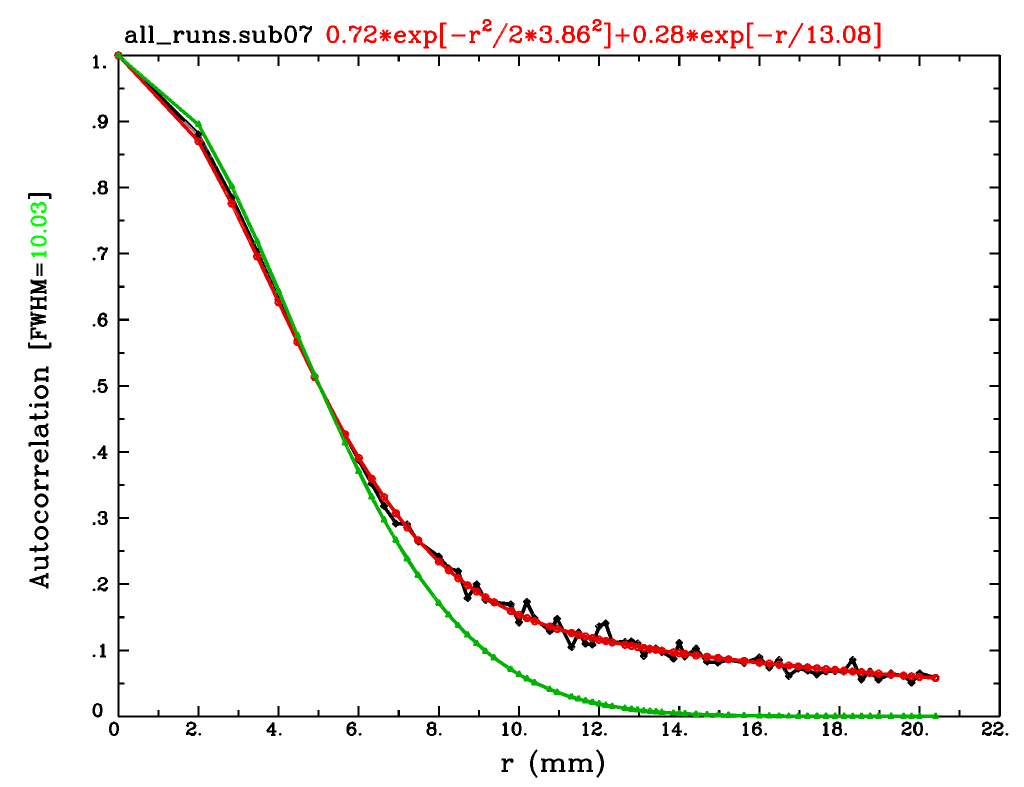 all_runs.sub07 0.72*exp[-r²/2*3.86²]+0.28*exp[-r/13.08]
1.
.9
.8
.7
.6
.5
.4
.3
.2
.1
0
Autocorrelation [FWHM=10.03]
0. 2. 4. 6. 8. 10. 12. 14. 16. 18. 20. 22.
r (mm)